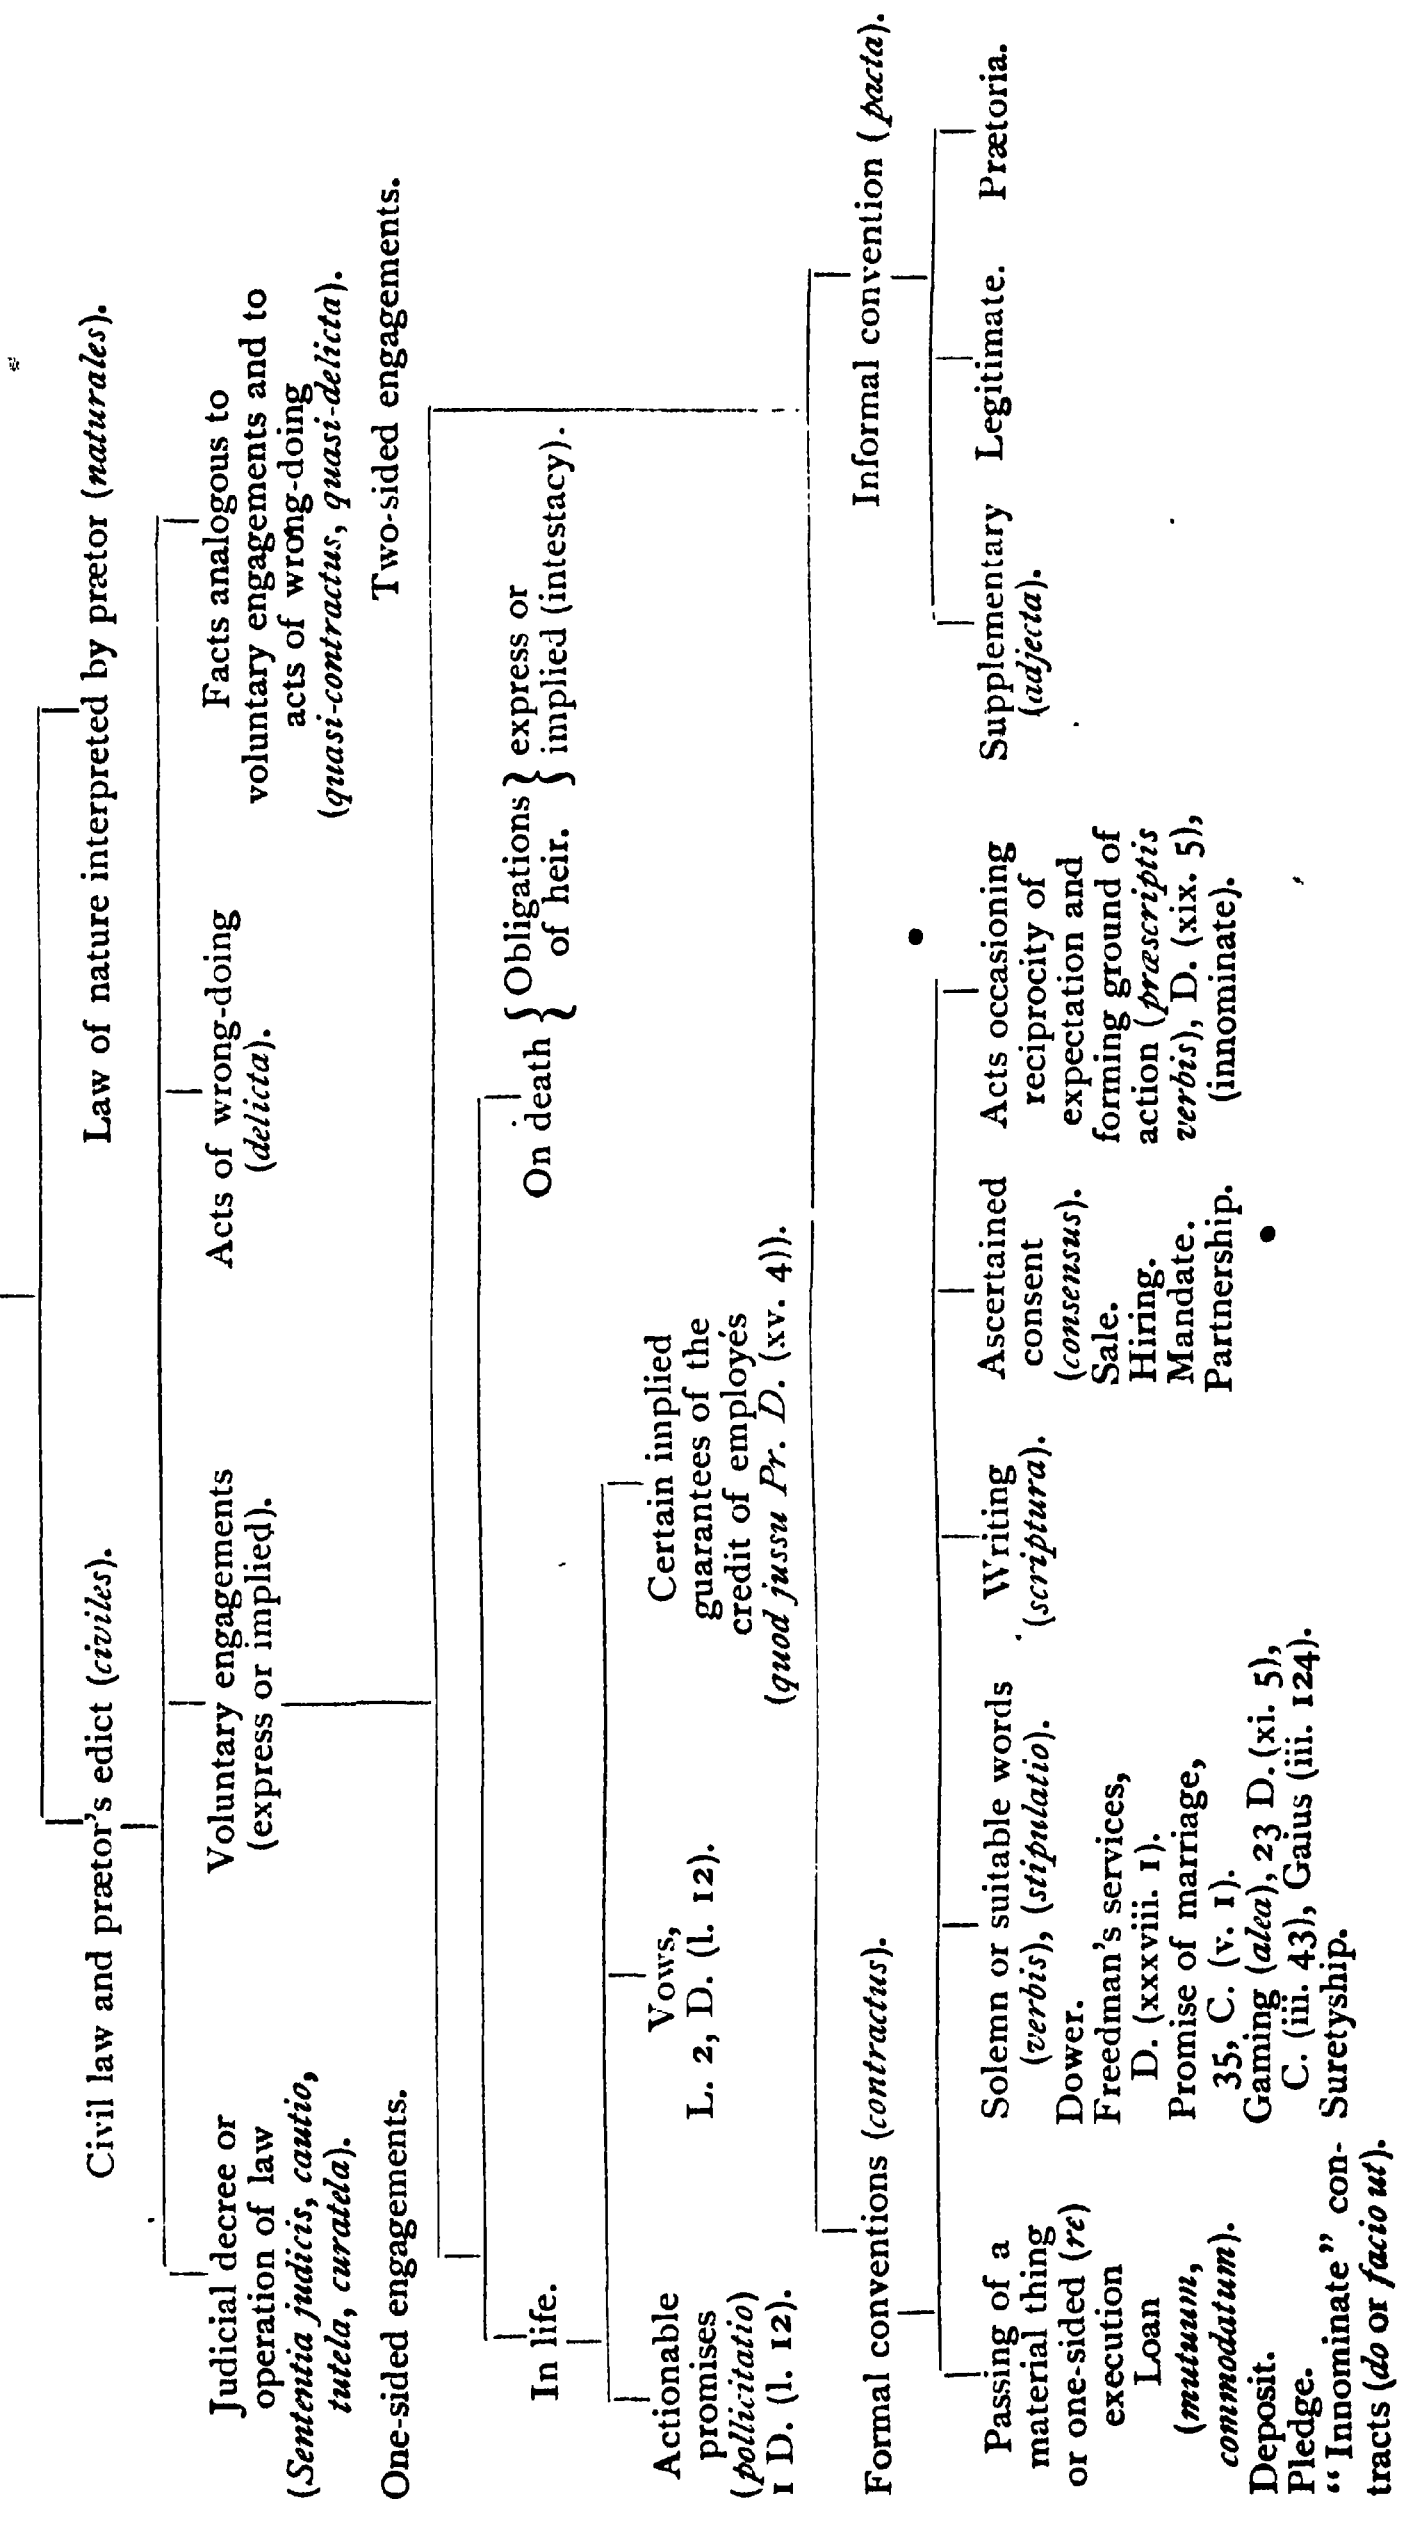 Civil law and prætor's edict (civiles).
Law of nature interpreted by prætor (naturales).
Judicial decree or
operation of law
(Sententia judicis, cautio,
tutela, curatela).
Voluntary engagements
(express or implied).
Acts of wrong-doing
(delicta).
Facts analogous to
voluntary engagements and to
acts of wrong-doing
(quasi-contractus, quasi-delicta).
One-sided engagements.
Two-sided engagements.
In life.
On death { Obligations } express or
{ of heir. } implied (intestacy).
Actionable
promises
(pollicitatio)
1 D. (l. 12).
Vows,
L. 2, D. (l. 12).
Certain implied
guarantees of the
credit of employés
(quod jussu Pr. D. (xv. 4)).
Formal conventions (contractus).
Informal convention (pacta).
Passing of a
material thing
or one-sided (re)
execution
Loan
(mutuum,
commodatum).
Deposit.
Pledge.
“Innominate” con-
tracts (do or facio ut).
Solemn or suitable words
(verbis), (stipulatio).
Dower.
Freedman's services,
D. (xxxviii. 1).
Promise of marriage,
35, C. (v. 1).
Gaming (alea), 23 D. (xi. 5),
C. (iii. 43), Gaius (iii. 124).
Suretyship.
Writing
(scriptura).
Ascertained
consent
(consensus).
Sale.
Hiring.
Mandate.
Partnership.
Acts occasioning
reciprocity of
expectation and
forming ground of
action (præscriptis
verbis), D. (xix. 5),
(innominate).
Supplementary
(adjecta).
Legitimate.
Prætoria.